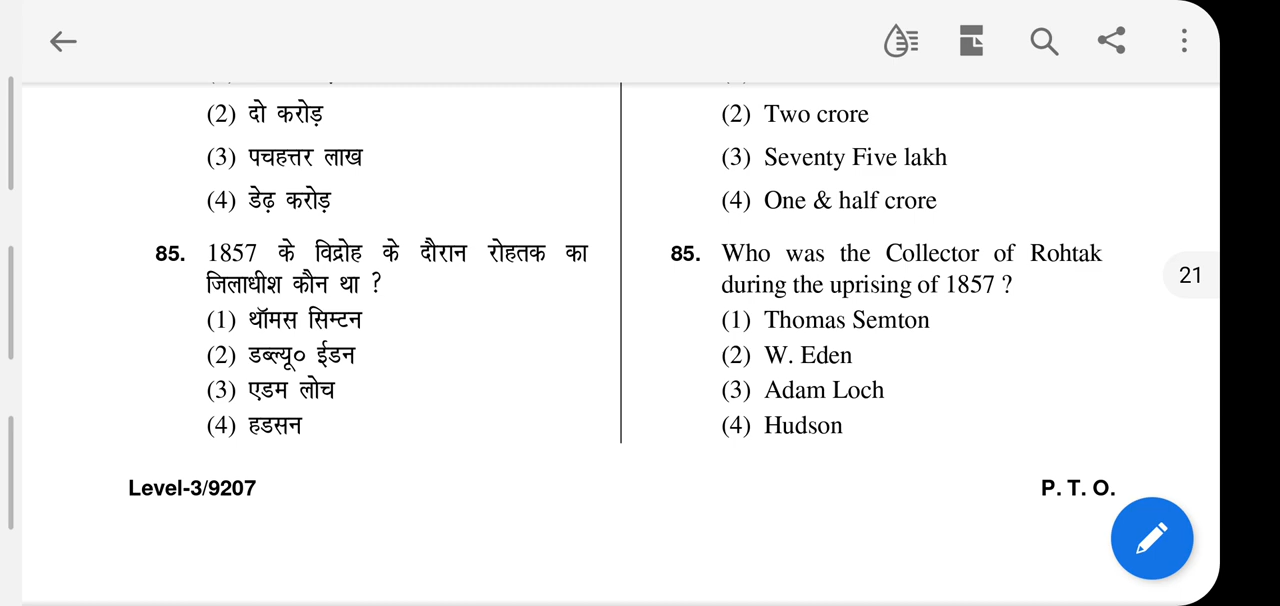 (2) दो करोड़
(3) पचहत्तर लाख
(4) डेढ़ करोड़
85. 1857 के विद्रोह के दौरान रोहतक का
जिलाधीश कौन था ?
(1) थॉमस सिम्टन
(2) डब्ल्यू० ईडन
(3) एडम लोच
(4) हडसन
(2) Two crore
(3) Seventy Five lakh
(4) One & half crore
85. Who was the Collector of Rohtak
during the uprising of 1857 ?
(1) Thomas Semton
(2) W. Eden
(3) Adam Loch
(4) Hudson
21
Level-3/9207
P. T. O.